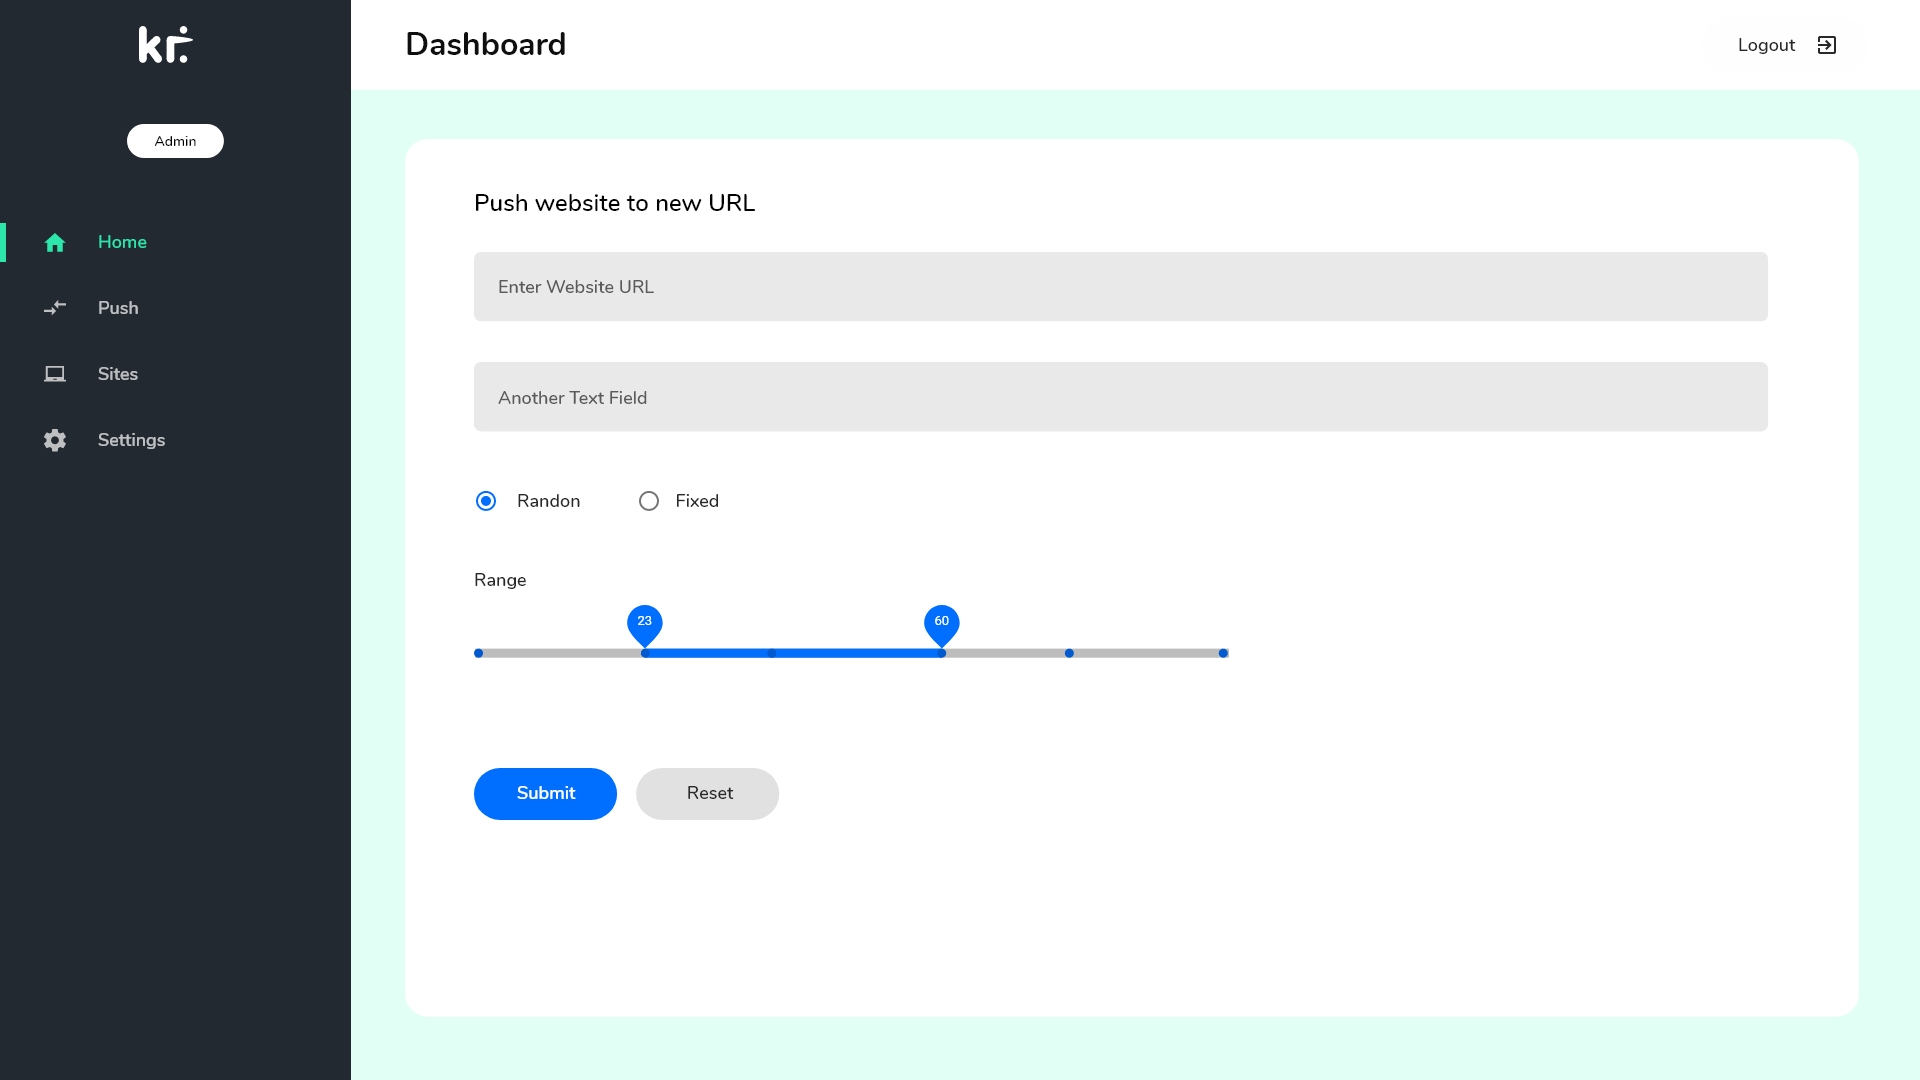 kr.
Admin
Home
Push
Sites
Settings
Dashboard
Logout
Push website to new URL
Enter Website URL
Another Text Field
Randon
Fixed
Range
23
60
Submit
Reset